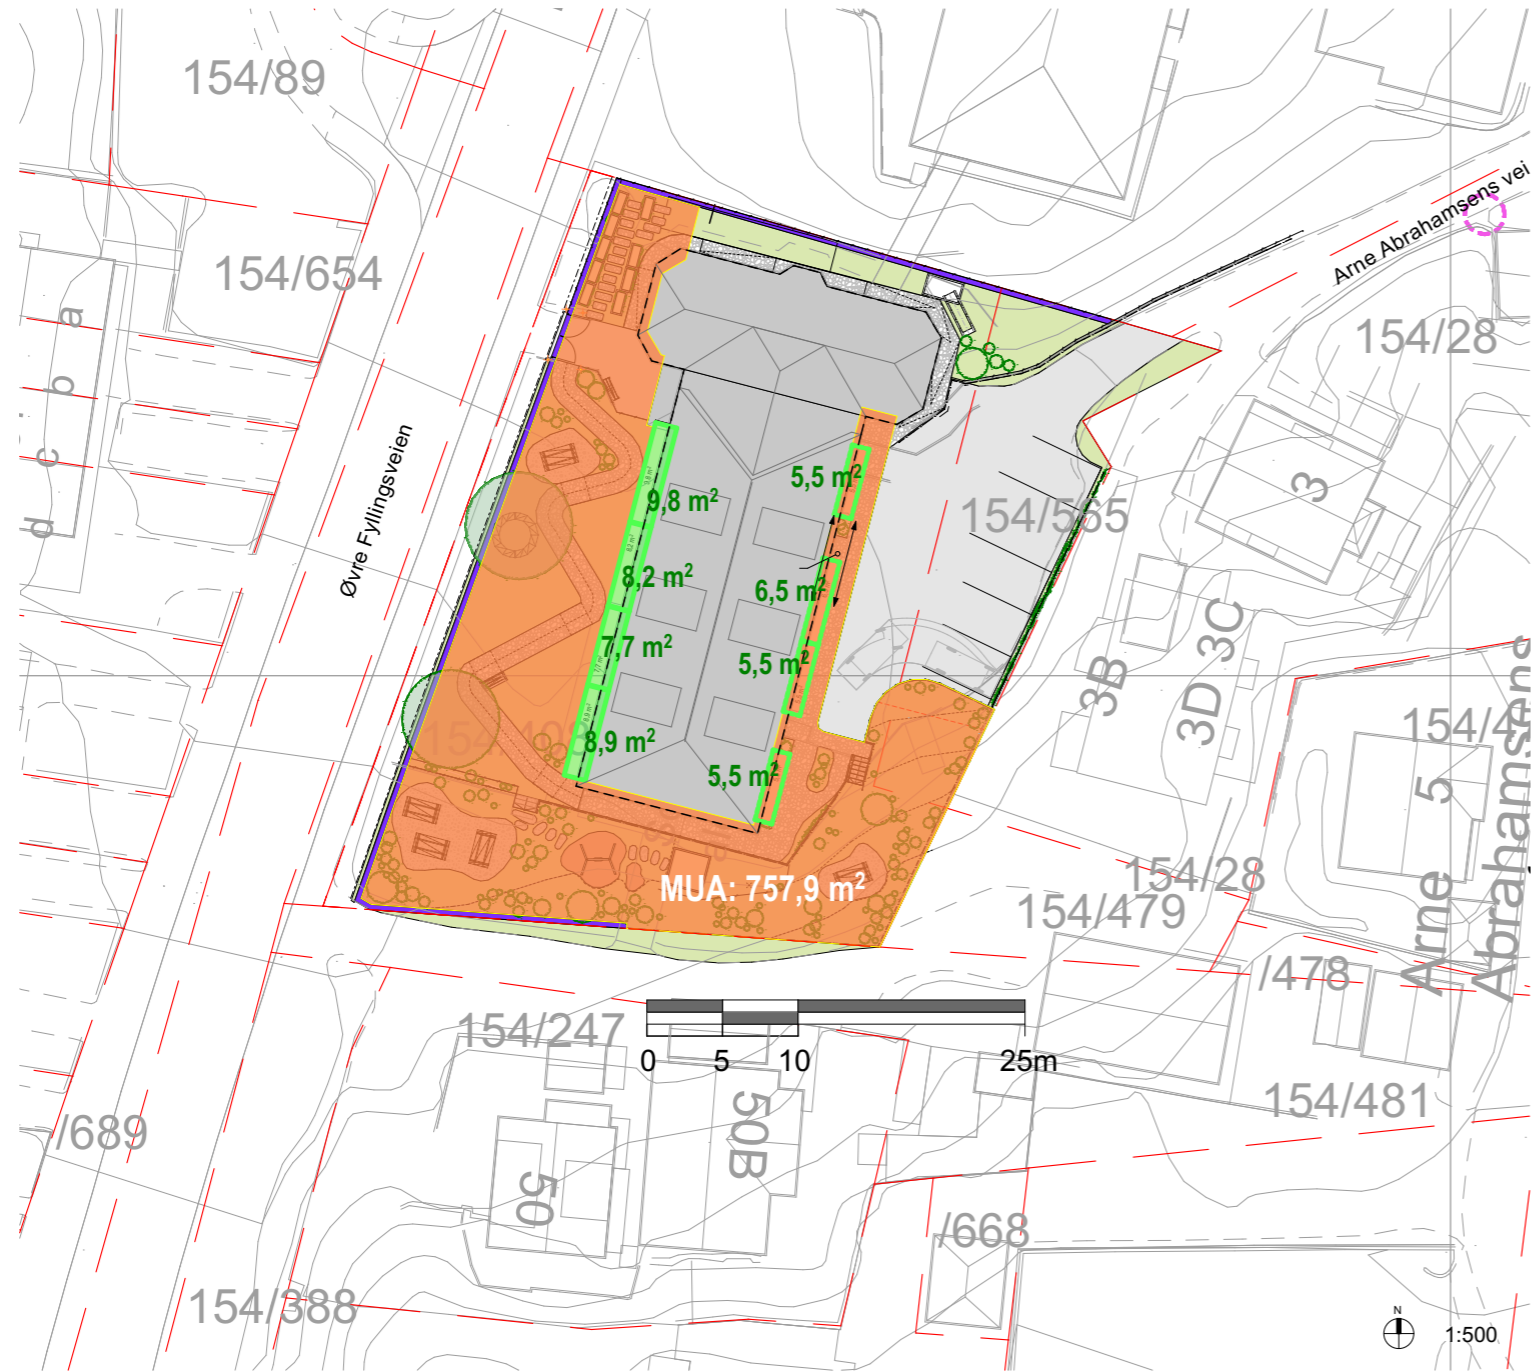 154/89
154/654
a
b
c
d
Øvre Fyllingsveien
Arne Abrahamsens vei
154/28
3
154/565
9,8 m²
5,5 m²
8,2 m²
6,5 m²
7,7 m²
5,5 m²
8,9 m²
5,5 m²
3B
3C
3D
5
Arne
Abrahamsens
MUA: 757,9 m²
154/28
154/479
/478
154/247
0 5 10 25m
154/481
/689
50B
50
/668
154/388
N
1:500